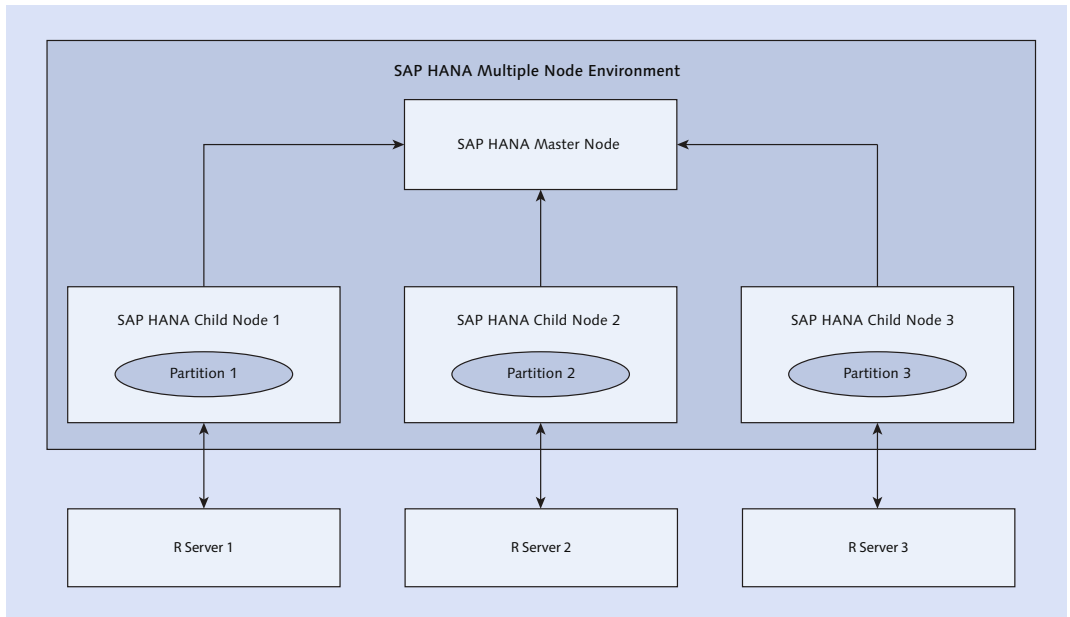 SAP HANA Multiple Node Environment
SAP HANA Master Node
SAP HANA Child Node 1
SAP HANA Child Node 2
SAP HANA Child Node 3
Partition 1
Partition 2
Partition 3
R Server 1
R Server 2
R Server 3